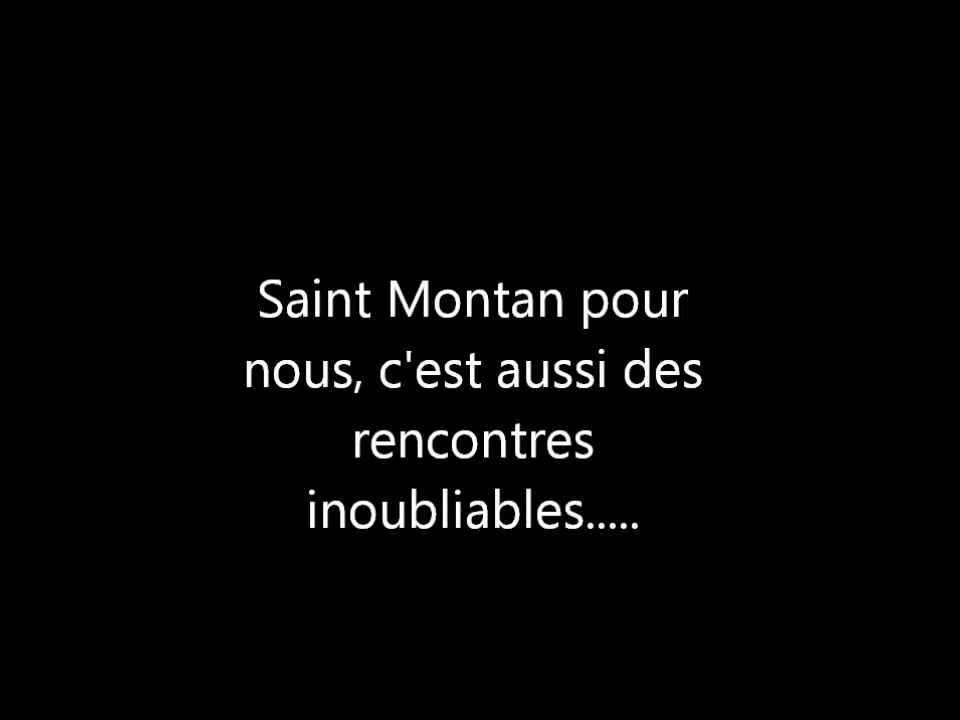 Saint Montan pour
nous, c'est aussi des
rencontres
inoubliables.....